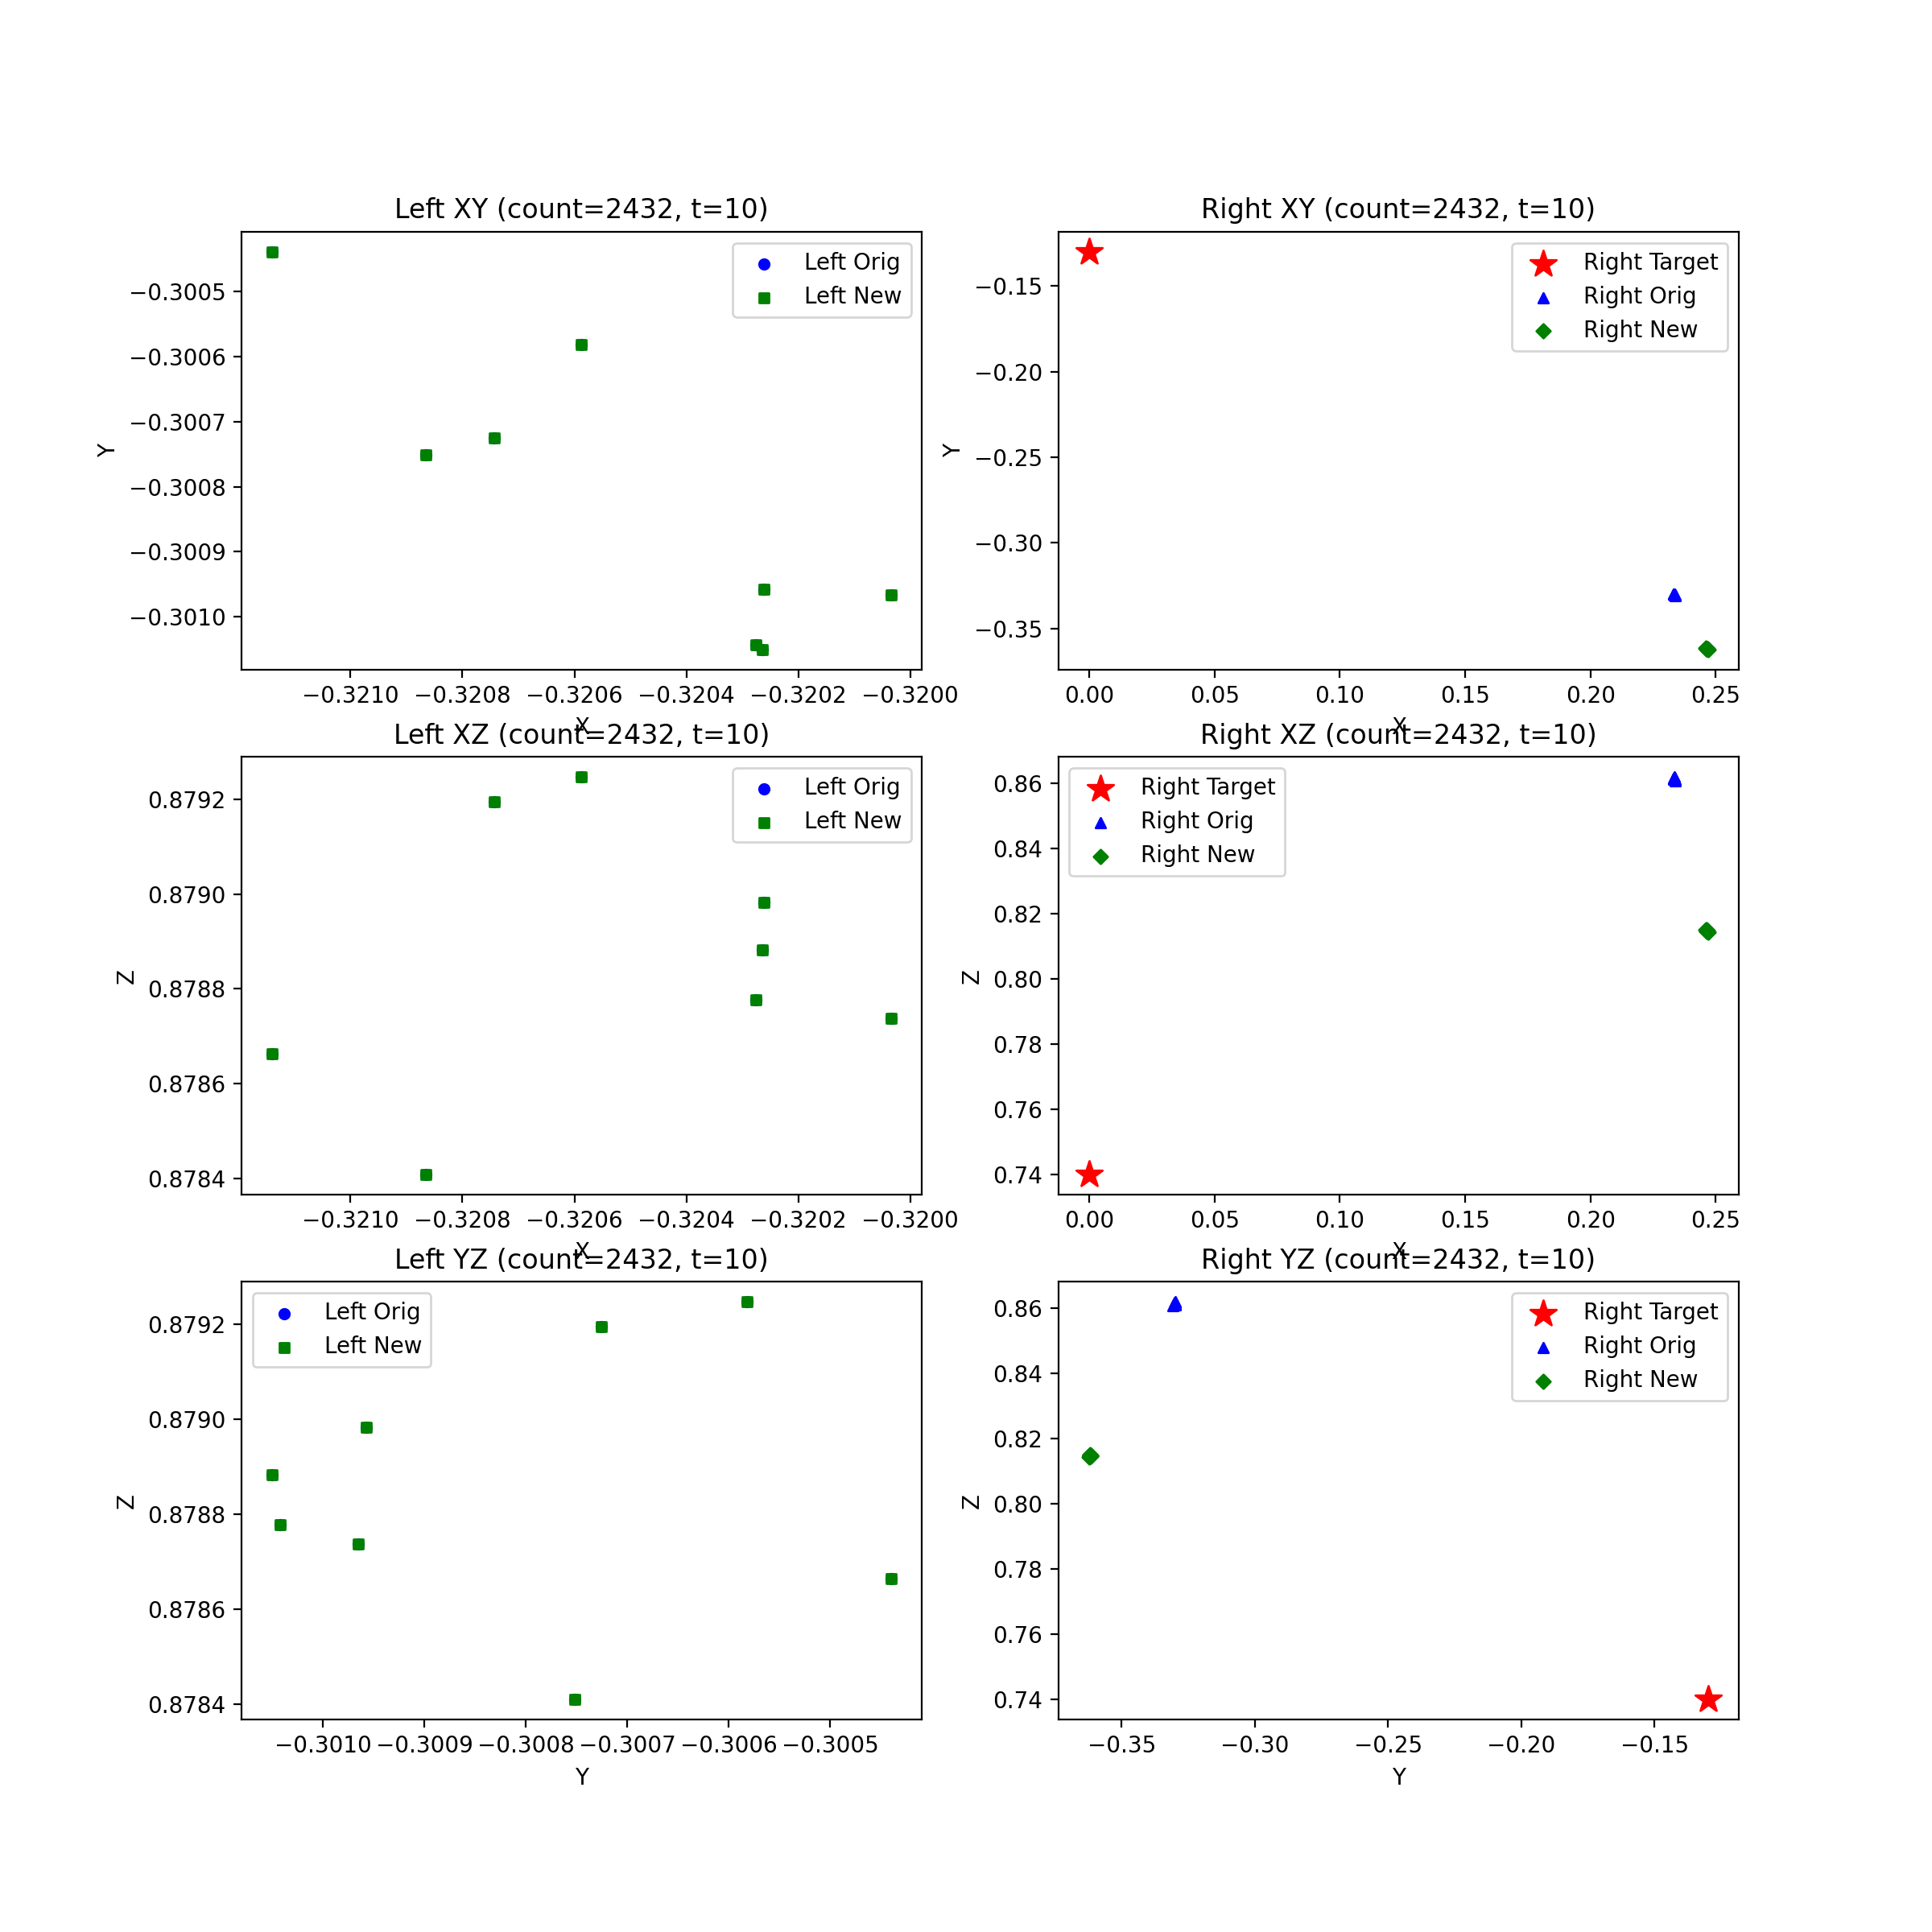 Left XY (count=2432, t=10)
Left Orig
Left New
−0.3005
−0.3006
−0.3007
−0.3008
−0.3009
−0.3010
Y
−0.3210 −0.3208 −0.3206 −0.3204 −0.3202 −0.3200
X
Right XY (count=2432, t=10)
Right Target
Right Orig
Right New
−0.15
−0.20
−0.25
−0.30
−0.35
Y
0.00 0.05 0.10 0.15 0.20 0.25
X
Left XZ (count=2432, t=10)
Left Orig
Left New
0.8792
0.8790
0.8788
0.8786
0.8784
Z
−0.3210 −0.3208 −0.3206 −0.3204 −0.3202 −0.3200
X
Right XZ (count=2432, t=10)
Right Target
Right Orig
Right New
0.86
0.84
0.82
0.80
0.78
0.76
0.74
Z
0.00 0.05 0.10 0.15 0.20 0.25
X
Left YZ (count=2432, t=10)
Left Orig
Left New
0.8792
0.8790
0.8788
0.8786
0.8784
Z
−0.3010 −0.3009 −0.3008 −0.3007 −0.3006 −0.3005
Y
Right YZ (count=2432, t=10)
Right Target
Right Orig
Right New
0.86
0.84
0.82
0.80
0.78
0.76
0.74
Z
−0.35 −0.30 −0.25 −0.20 −0.15
Y